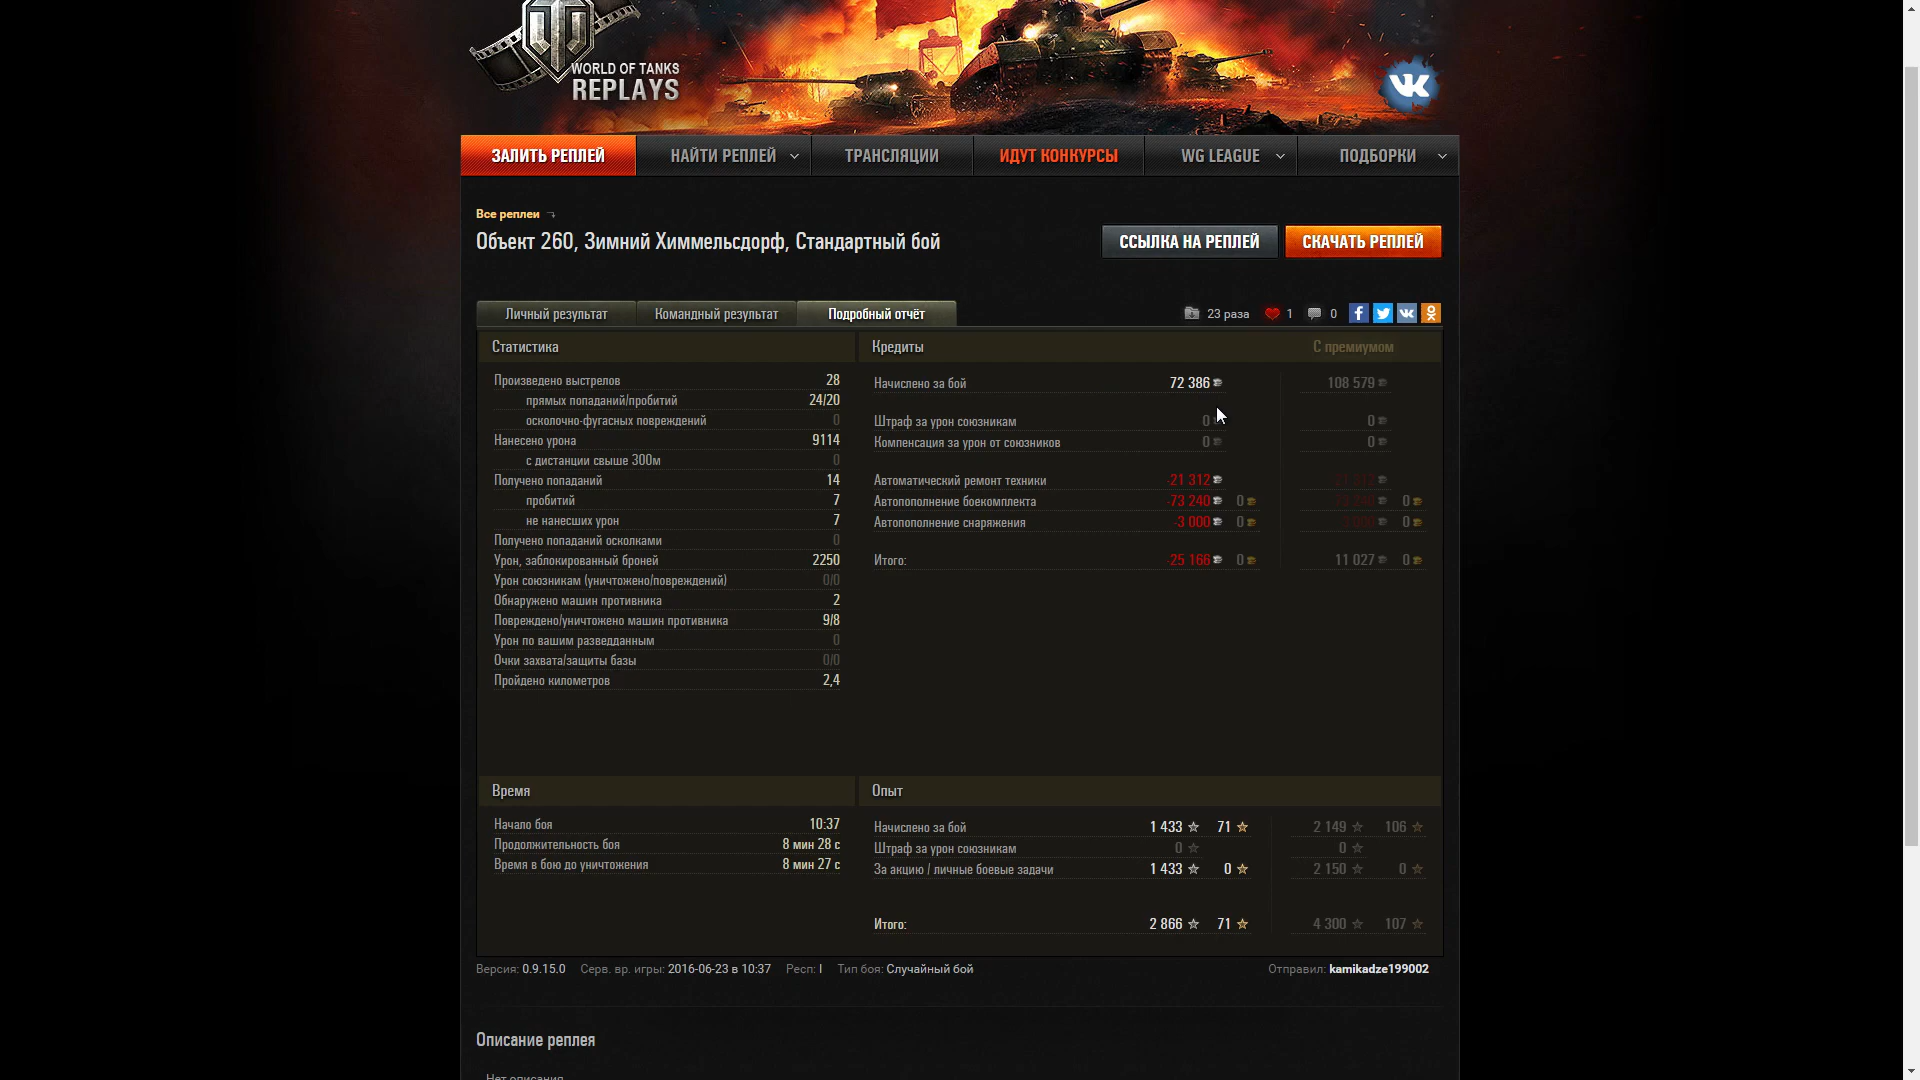 WORLD OF TANKS
REPLAYS
ЗАЛИТЬ РЕПЛЕЙ НАЙТИ РЕПЛЕЙ ТРАНСЛЯЦИИ ИДУТ КОНКУРСЫ WG LEAGUE ПОДБОРКИ
Все реплеи
Объект 260, Зимний Химмельсдорф, Стандартный бой
ССЫЛКА НА РЕПЛЕЙ СКАЧАТЬ РЕПЛЕЙ
Личный результат Командный результат Подробный отчёт 23 раза 1 0
Статистика
Произведено выстрелов 28
прямых попаданий/пробитий 24/20
осколочно-фугасных повреждений 0
Нанесено урона 9114
с дистанции свыше 300м 0
Получено попаданий 14
пробитий 7
не нанесших урон 7
Получено попаданий осколками 0
Урон, заблокированный броней 2250
Урон союзникам (уничтожено/повреждений) 0/0
Обнаружено машин противника 2
Повреждено/уничтожено машин противника 9/8
Урон по вашим разведданным 0
Очки захвата/защиты базы 0/0
Пройдено километров 2,4
Кредиты С премиумом
Начислено за бой 72 386 108 579
Штраф за урон союзникам 0 0
Компенсация за урон от союзников 0 0
Автоматический ремонт техники -21 312 -21 312
Автопополнение боекомплекта -73 240 0 -73 240 0
Автопополнение снаряжения -3 000 0 -3 000 0
Итого: -25 166 0 11 027 0
Время
Начало боя 10:37
Продолжительность боя 8 мин 28 с
Время в бою до уничтожения 8 мин 27 с
Опыт
Начислено за бой 1 433 71 2 149 106
Штраф за урон союзникам 0 0
За акцию / личные боевые задачи 1 433 0 2 150 0
Итого: 2 866 71 4 300 107
Версия: 0.9.15.0 Серв. вр. игры: 2016-06-23 в 10:37 Респ: I Тип боя: Случайный бой Отправил: kamikadze199002
Описание реплея
Нет описания